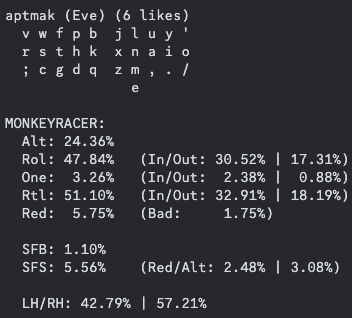 aptmak (Eve) (6 likes)
v w f p b j l u y '
r s t h k x n a i o
; c g d q z m , . /
e
MONKEYRACER:
Alt: 24.36%
Rol: 47.84% (In/Out: 30.52% | 17.31%)
One: 3.26% (In/Out: 2.38% | 0.88%)
Rtl: 51.10% (In/Out: 32.91% | 18.19%)
Red: 5.75% (Bad: 1.75%)
SFB: 1.10%
SFS: 5.56% (Red/Alt: 2.48% | 3.08%)
LH/RH: 42.79% | 57.21%